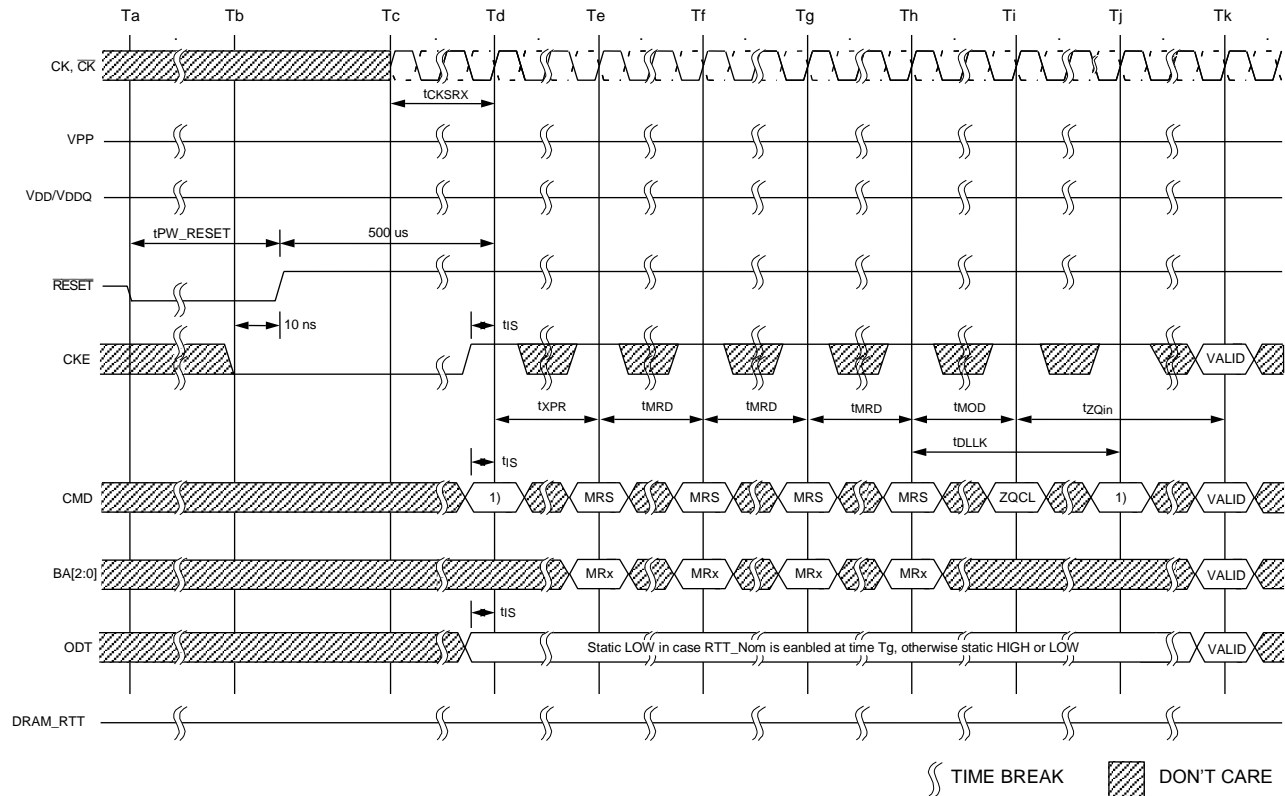 Ta Tb Tc Td Te Tf Tg Th Ti Tj Tk
CK, CK
tCKSRX
VPP
VDD/VDDQ
tPW_RESET 500 us
RESET
10 ns tIS
CKE VALID
tXPR tMRD tMRD tMRD tMOD tZQin
tDLLK
tIS
CMD 1) MRS MRS MRS MRS ZQCL 1) VALID
BA[2:0] MRx MRx MRx MRx VALID
tIS
ODT Static LOW in case RTT_Nom is eanbled at time Tg, otherwise static HIGH or LOW VALID
DRAM_RTT
TIME BREAK DON'T CARE